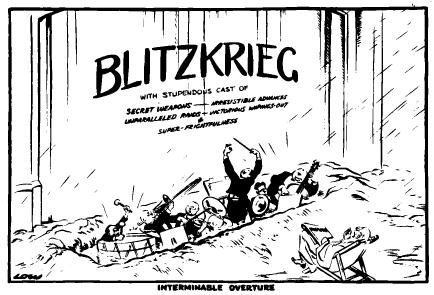 BLITZKRIEG
WITH STUPENDOUS CAST OF
SECRET WEAPONS — IRRESISTIBLE ADVANCES
UNPARALLELED RAIDS — VICTORIOUS WIPINGS-OUT
&
SUPER-FRIGHTFULNESS
LOW
INTERMINABLE OVERTURE